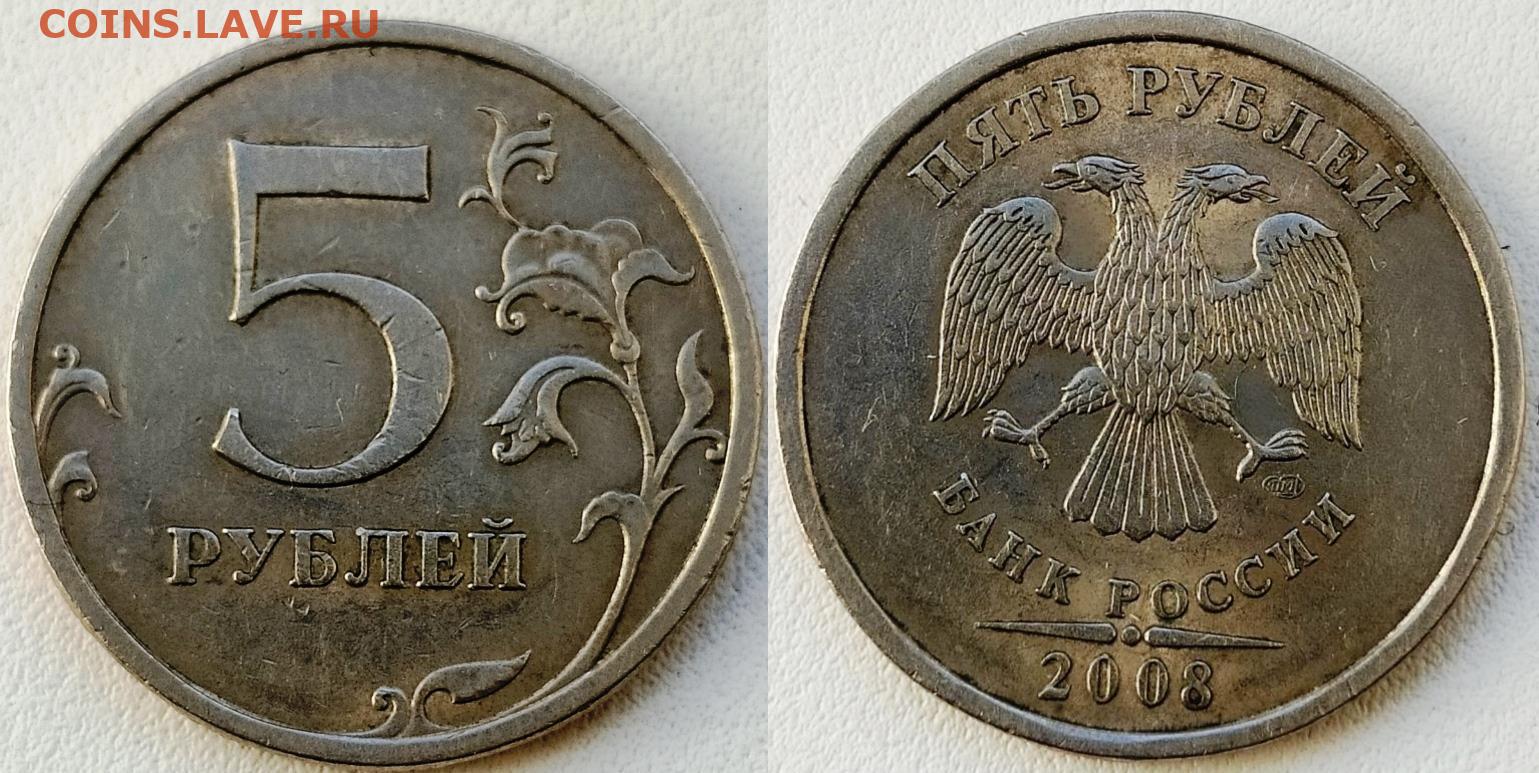 COINS.LAVE.RU
5
РУБЛЕЙ
ПЯТЬ РУБЛЕЙ
БАНК РОССИИ
2008